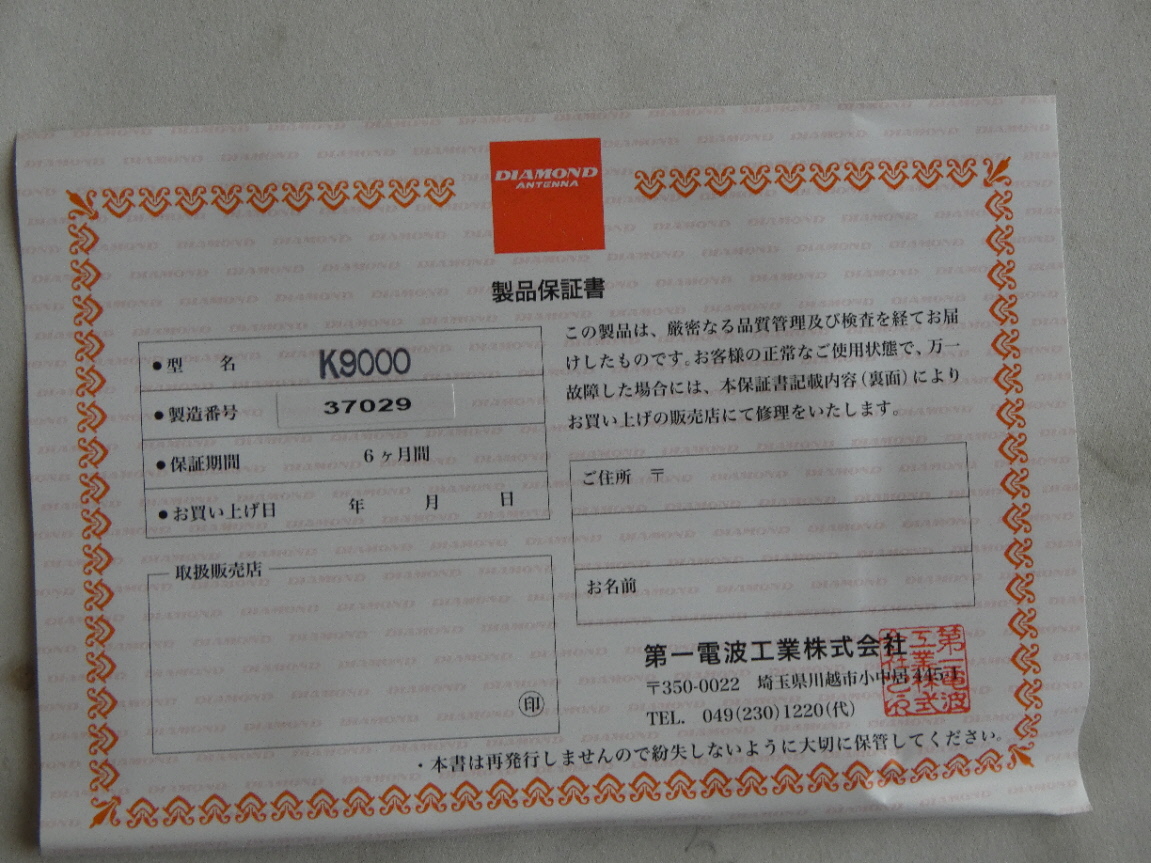 DIAMOND
ANTENNA
製品保証書
●型　名　K9000
●製造番号　37029
●保証期間　6ヶ月間
●お買い上げ日　年　月　日
取扱販売店
印
この製品は、厳密なる品質管理及び検査を経てお届
けしたものです。お客様の正常なご使用状態で、万一
故障した場合には、本保証書記載内容(裏面)により
お買い上げの販売店にて修理をいたします。
ご住所　〒
お名前
第一電波工業株式会社
〒350-0022　埼玉県川越市小中居445-1
TEL.　049(230)1220(代)
・本書は再発行しませんので紛失しないように大切に保管してください。